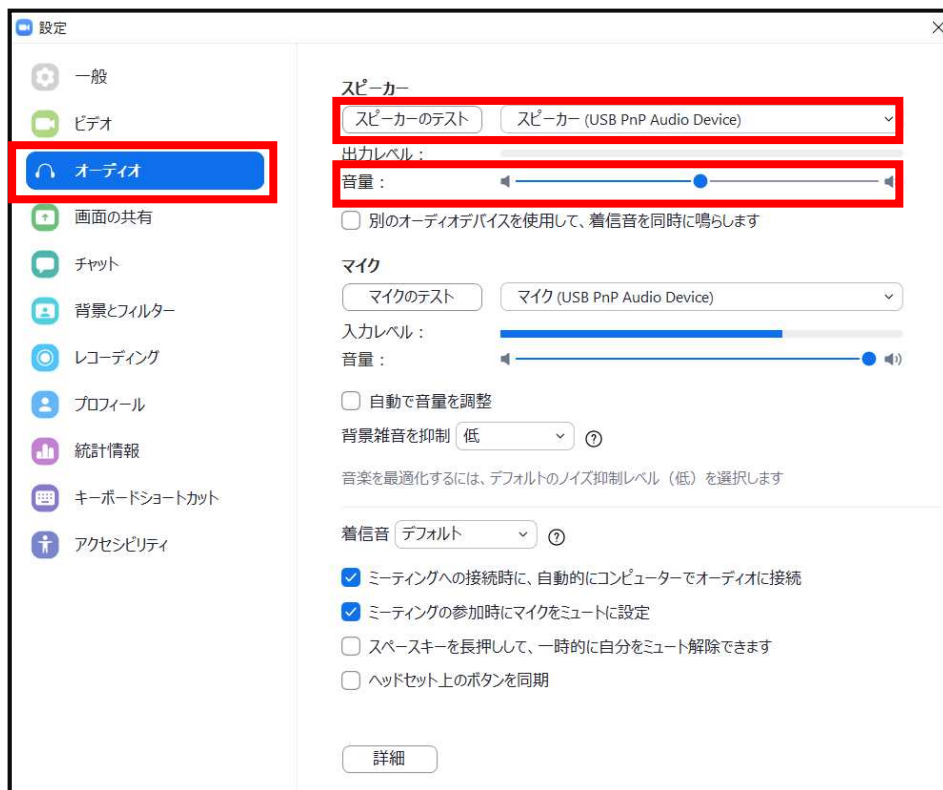 設定
一般
ビデオ
オーディオ
画面の共有
チャット
背景とフィルター
レコーディング
プロフィール
統計情報
キーボードショートカット
アクセシビリティ
スピーカー
スピーカーのテスト スピーカー (USB PnP Audio Device)
出力レベル：
音量：
別のオーディオデバイスを使用して、着信音を同時に鳴らします
マイク
マイクのテスト マイク (USB PnP Audio Device)
入力レベル：
音量：
自動で音量を調整
背景雑音を抑制 低
音楽を最適化するには、デフォルトのノイズ抑制レベル（低）を選択します
着信音 デフォルト
ミーティングへの接続時に、自動的にコンピューターでオーディオに接続
ミーティングの参加時にマイクをミュートに設定
スペースキーを長押しして、一時的に自分をミュート解除できます
ヘッドセット上のボタンを同期
詳細